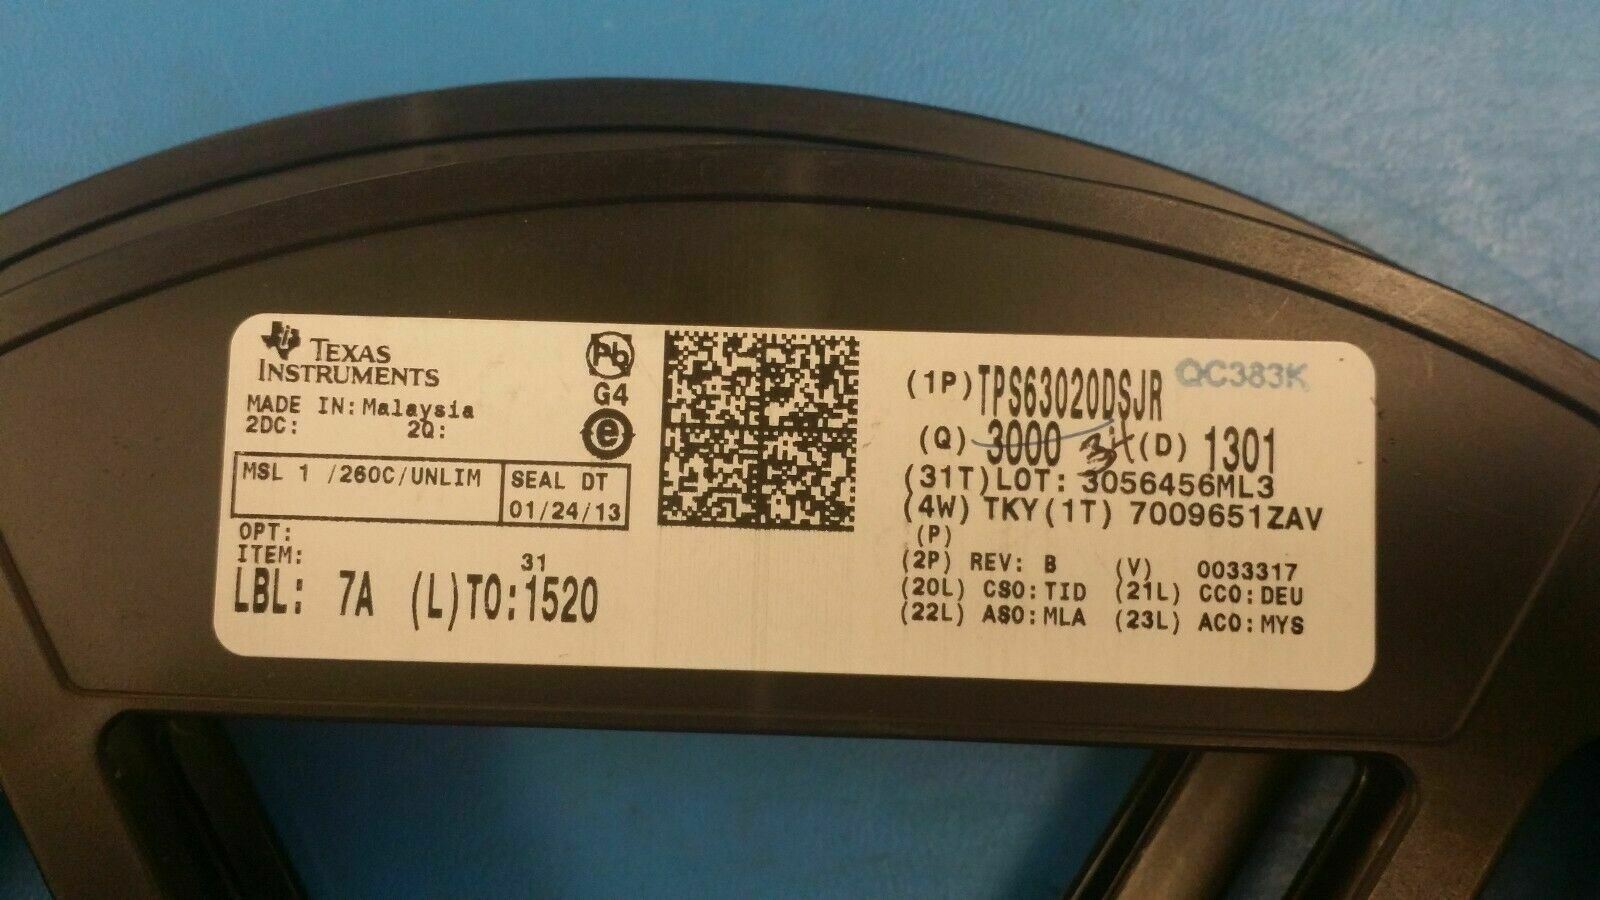 TEXAS
INSTRUMENTS
MADE IN: Malaysia
2DC: 2Q:
Pb
G4
e
MSL 1 /260C/UNLIM
SEAL DT
01/24/13
OPT:
ITEM:
31
LBL: 7A (L)TO:1520
(1P) TPS63020DSJR QC383K
(Q) 3000 (D) 1301
(31T)LOT: 3056456ML3
(4W) TKY(1T) 7009651ZAV
(P)
(2P) REV: B (V) 0033317
(20L) CSO:TID (21L) CCO:DEU
(22L) ASO:MLA (23L) ACO:MYS